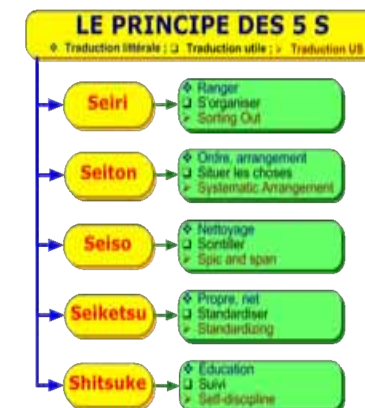 LE PRINCIPE DES 5 S
❖ Traduction littérale ; ❑ Traduction utile ; ➢ Traduction US
Seiri
❖ Ranger
❑ S'organiser
➢ Sorting Out
Seiton
❖ Ordre, arrangement
❑ Situer les choses
➢ Systematic Arrangement
Seiso
❖ Nettoyage
❑ Scintiller
➢ Spic and span
Seiketsu
❖ Propre, net
❑ Standardiser
➢ Standardizing
Shitsuke
❖ Education
❑ Suivi
➢ Self-discipline